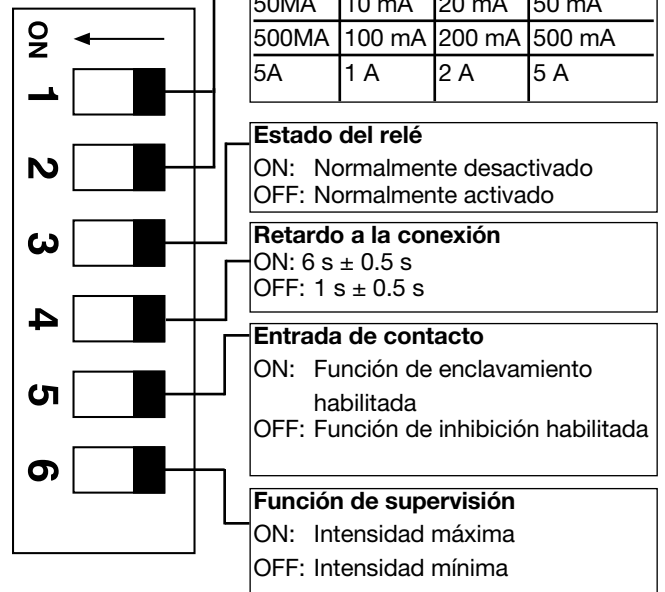 50MA 10 mA 20 mA 50 mA
500MA 100 mA 200 mA 500 mA
5A 1 A 2 A 5 A
ON
1
2
3
4
5
6
Estado del relé
ON: Normalmente desactivado
OFF: Normalmente activado
Retardo a la conexión
ON: 6 s ± 0.5 s
OFF: 1 s ± 0.5 s
Entrada de contacto
ON: Función de enclavamiento
habilitada
OFF: Función de inhibición habilitada
Función de supervisión
ON: Intensidad máxima
OFF: Intensidad mínima